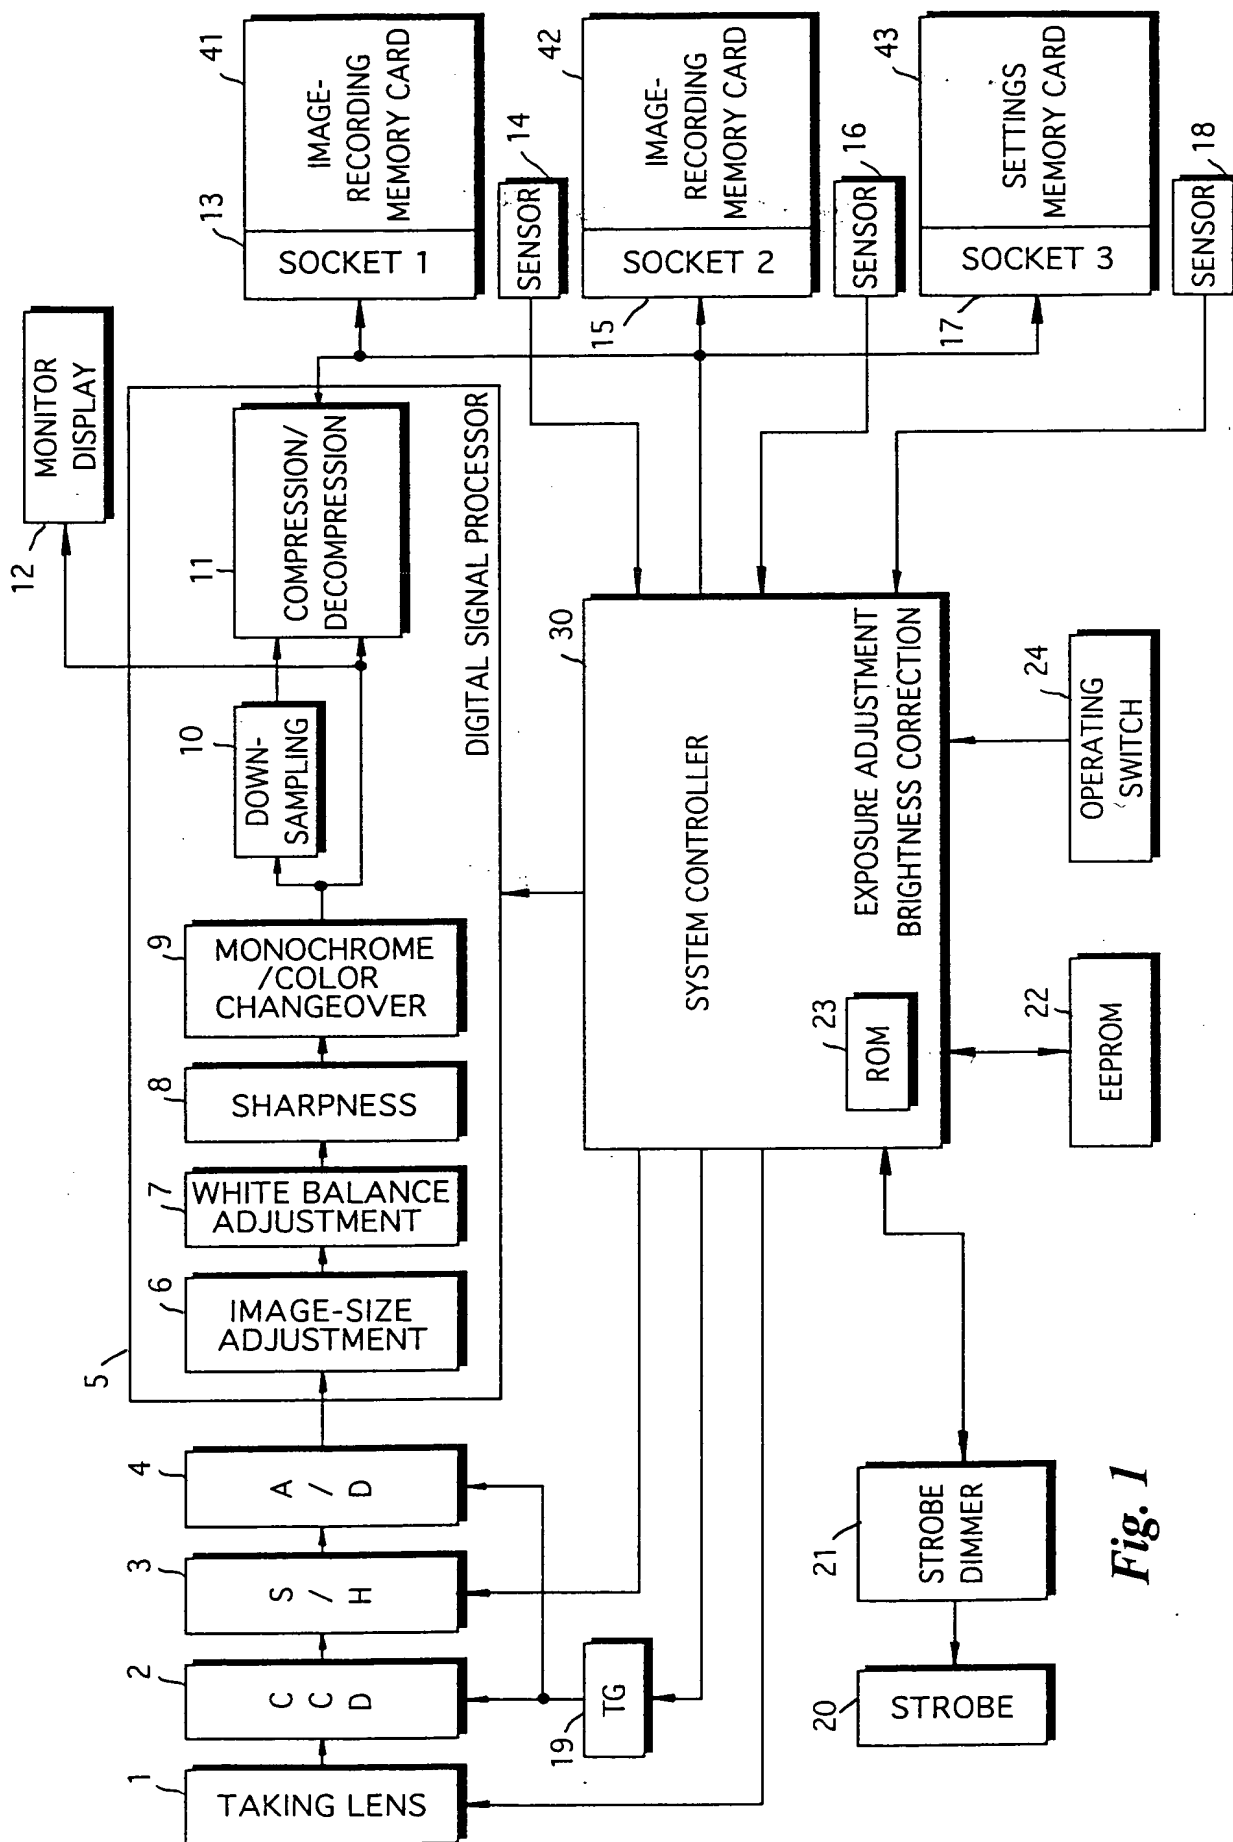 12
MONITOR
DISPLAY
41
13
IMAGE-
RECORDING
MEMORY CARD
SOCKET 1
14
SENSOR
42
IMAGE-
RECORDING
MEMORY CARD
SOCKET 2
15
16
SENSOR
43
SETTINGS
MEMORY CARD
SOCKET 3
17
18
SENSOR
1
TAKING LENS
2
C
C
D
3
S
/
H
4
A
/
D
5
6
IMAGE-SIZE
ADJUSTMENT
7
WHITE BALANCE
ADJUSTMENT
8
SHARPNESS
9
MONOCHROME
/COLOR
CHANGEOVER
10
DOWN-
SAMPLING
11
COMPRESSION/
DECOMPRESSION
DIGITAL SIGNAL PROCESSOR
19
TG
30
SYSTEM CONTROLLER
23
ROM
EXPOSURE ADJUSTMENT
BRIGHTNESS CORRECTION
20
STROBE
21
STROBE
DIMMER
22
EEPROM
24
OPERATING
SWITCH
Fig. 1